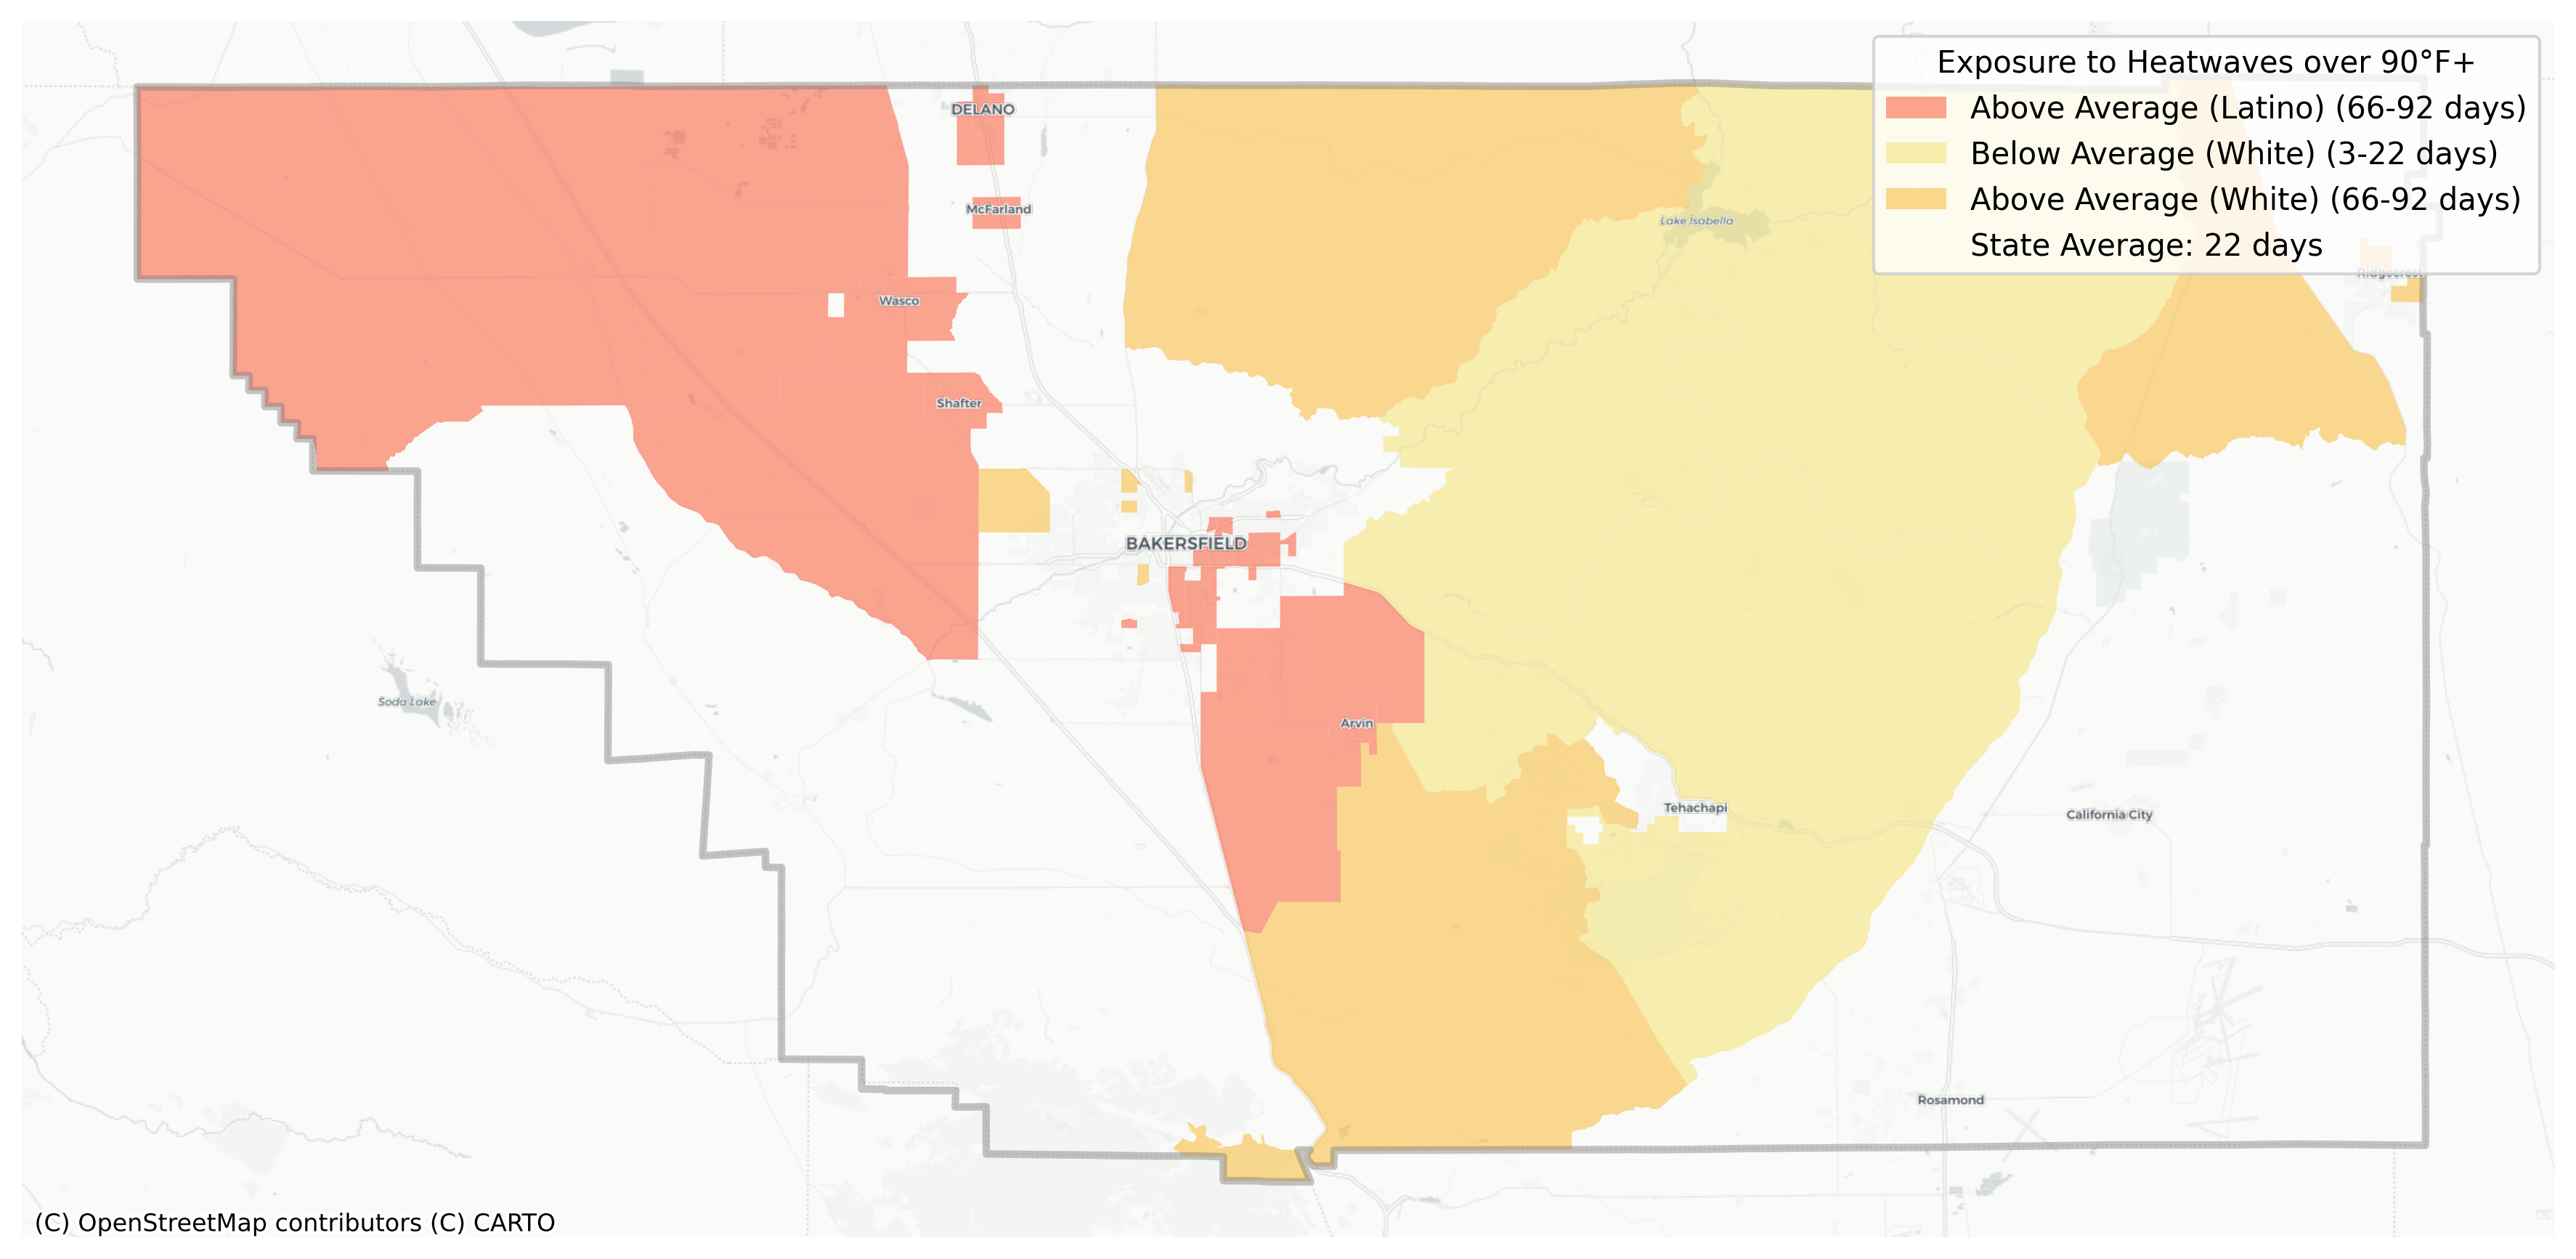 Exposure to Heatwaves over 90°F+
Above Average (Latino) (66-92 days)
Below Average (White) (3-22 days)
Above Average (White) (66-92 days)
State Average: 22 days
DELANO
McFarland
Lake Isabella
Ridgecrest
Wasco
Shafter
BAKERSFIELD
Soda Lake
Arvin
Tehachapi
California City
Rosamond
(C) OpenStreetMap contributors (C) CARTO